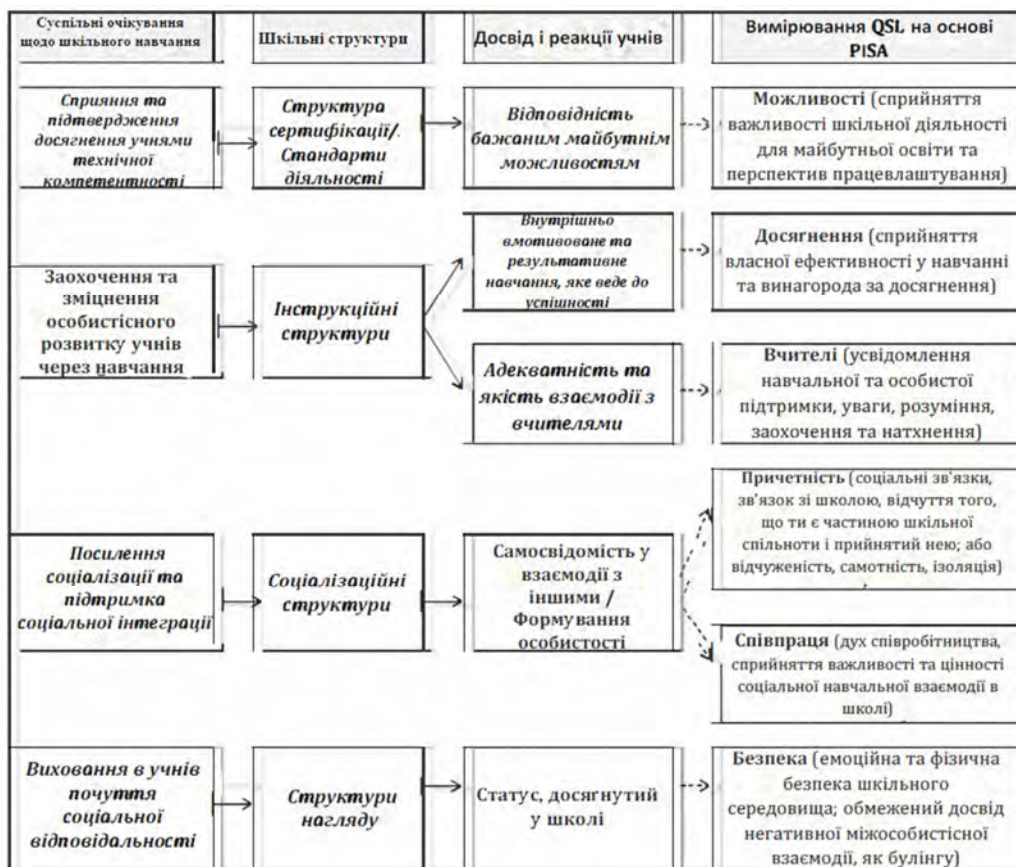 Суспільні очікування
щодо шкільного навчання
Шкільні структури
Досвід і реакції учнів
Вимірювання QSL на основі
PISA
Сприяння та
підтвердження
досягнення учнями
технічної
компетентності
Структура
сертифікації/
Стандарти
діяльності
Відповідність
бажаним майбутнім
можливостям
Можливості (сприйняття
важливості шкільної діяльності
для майбутньої освіти та
перспектив працевлаштування)
Заохочення та
зміцнення
особистісного
розвитку учнів
через навчання
Інструкційні
структури
Внутрішньо
вмотивоване та
результативне
навчання, яке веде до
успішності
Досягнення (сприйняття
власної ефективності у навчанні
та винагорода за досягнення)
Адекватність та
якість взаємодії з
вчителями
Вчителі (усвідомлення
навчальної та особистої
підтримки, уваги, розуміння,
заохочення та натхнення)
Посилення
соціалізації та
підтримка
соціальної інтеграції
Соціалізаційні
структури
Самосвідомість у
взаємодії з
іншими /
Формування
особистості
Причетність (соціальні зв'язки,
зв'язок зі школою, відчуття того,
що ти є частиною шкільної
спільноти і прийнятий нею; або
відчуженість, самотність, ізоляція)
Співпраця (дух співробітництва,
сприйняття важливості та цінності
соціальної навчальної взаємодії в
школі)
Виховання в учнів
почуття
соціальної
відповідальності
Структури
нагляду
Статус, досягнутий
у школі
Безпека (емоційна та фізична
безпека шкільного
середовища; обмежений досвід
негативної міжособистісної
взаємодії, як булінгу)